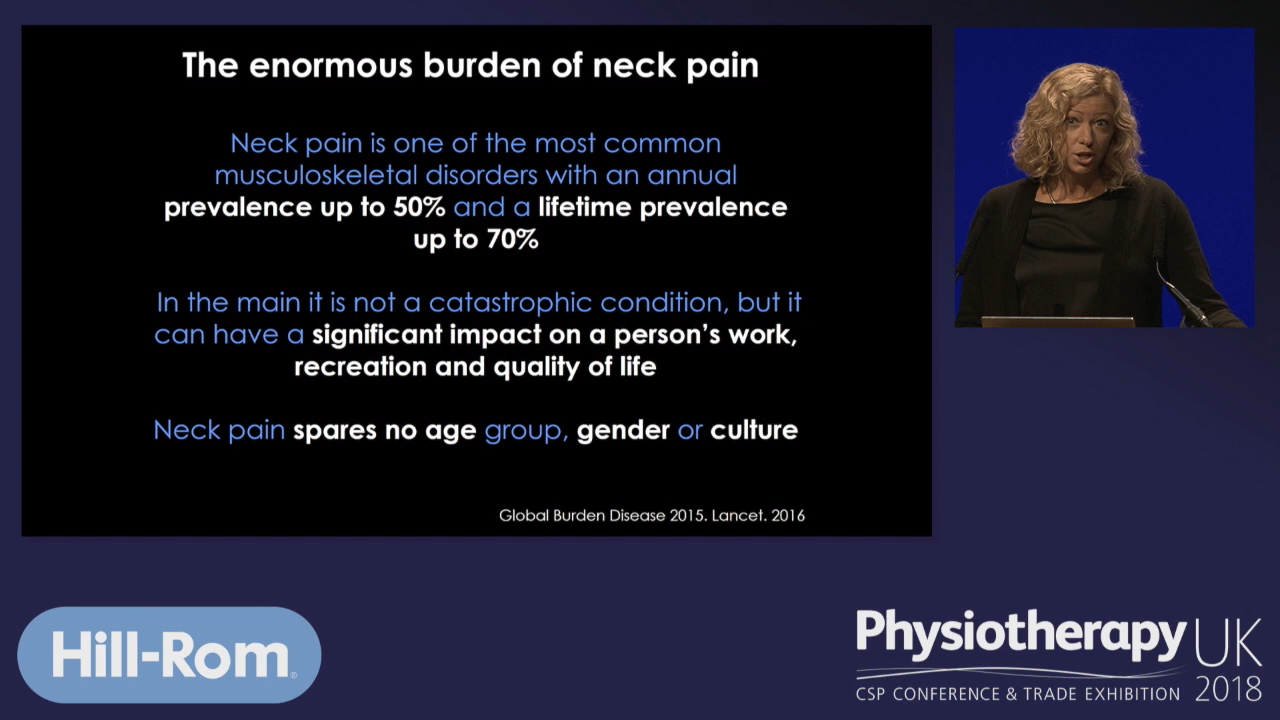 The enormous burden of neck pain
Neck pain is one of the most common
musculoskeletal disorders with an annual
prevalence up to 50% and a lifetime prevalence
up to 70%
In the main it is not a catastrophic condition, but it
can have a significant impact on a person's work,
recreation and quality of life
Neck pain spares no age group, gender or culture
Global Burden Disease 2015. Lancet. 2016
Hill-Rom®
Physiotherapy UK
CSP CONFERENCE & TRADE EXHIBITION 2018